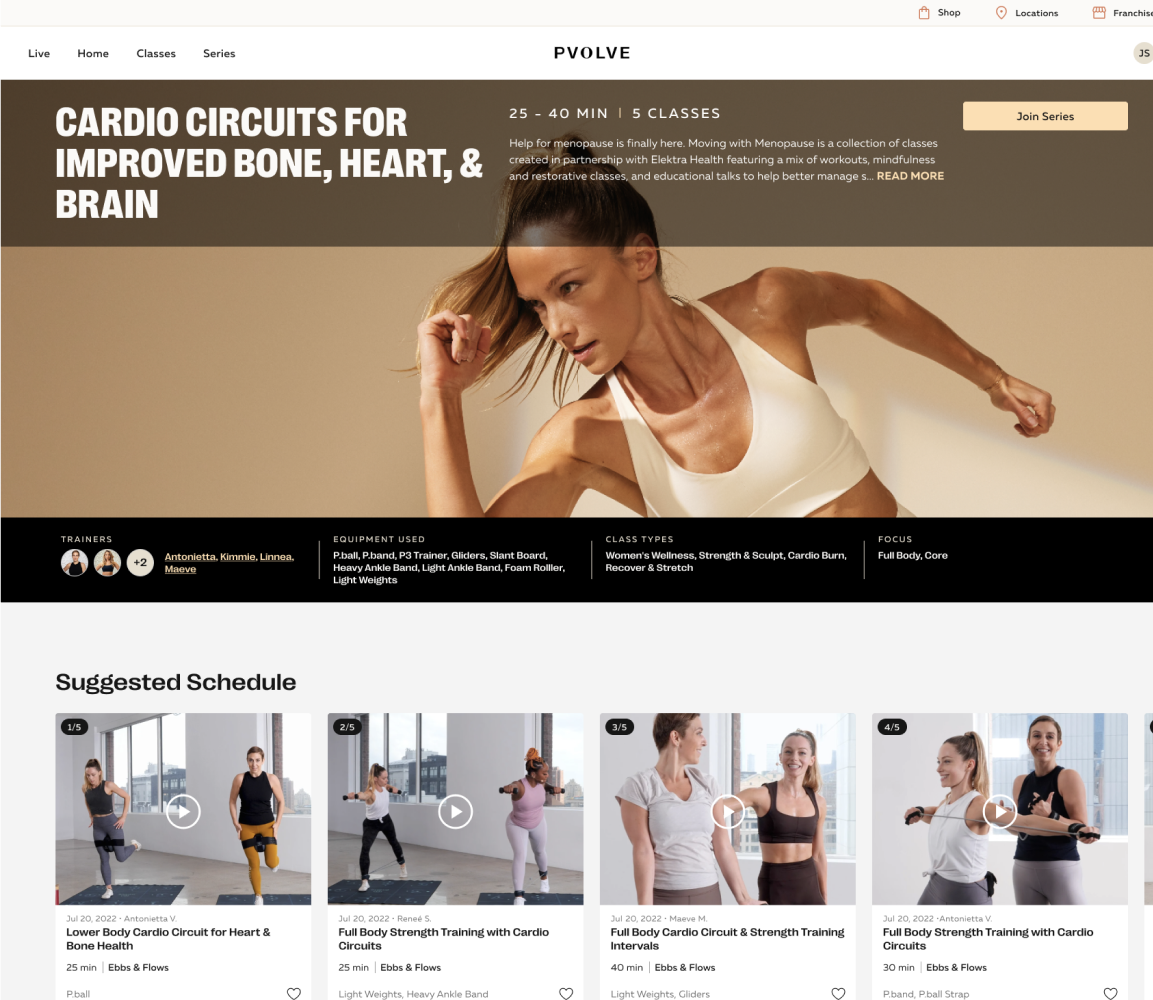 Shop
Locations
Franchise
Live
Home
Classes
Series
PVOLVE
JS
CARDIO CIRCUITS FOR
IMPROVED BONE, HEART, &
BRAIN
25 - 40 MIN | 5 CLASSES
Help for menopause is finally here. Moving with Menopause is a collection of classes
created in partnership with Elektra Health featuring a mix of workouts, mindfulness
and restorative classes, and educational talks to help better manage s... READ MORE
Join Series
TRAINERS
+2
Antonietta, Kimmie, Linnea,
Maeve
EQUIPMENT USED
P.ball, P.band, P3 Trainer, Gliders, Slant Board,
Heavy Ankle Band, Light Ankle Band, Foam Rolller,
Light Weights
CLASS TYPES
Women's Wellness, Strength & Sculpt, Cardio Burn,
Recover & Stretch
FOCUS
Full Body, Core
Suggested Schedule
1/5
Jul 20, 2022 • Antonietta V.
Lower Body Cardio Circuit for Heart &
Bone Health
25 min | Ebbs & Flows
P.ball
2/5
Jul 20, 2022 • Reneé S.
Full Body Strength Training with Cardio
Circuits
25 min | Ebbs & Flows
Light Weights, Heavy Ankle Band
3/5
Jul 20, 2022 • Maeve M.
Full Body Cardio Circuit & Strength Training
Intervals
40 min | Ebbs & Flows
Light Weights, Gliders
4/5
Jul 20, 2022 •Antonietta V.
Full Body Strength Training with Cardio
Circuits
30 min | Ebbs & Flows
P.band, P.ball Strap